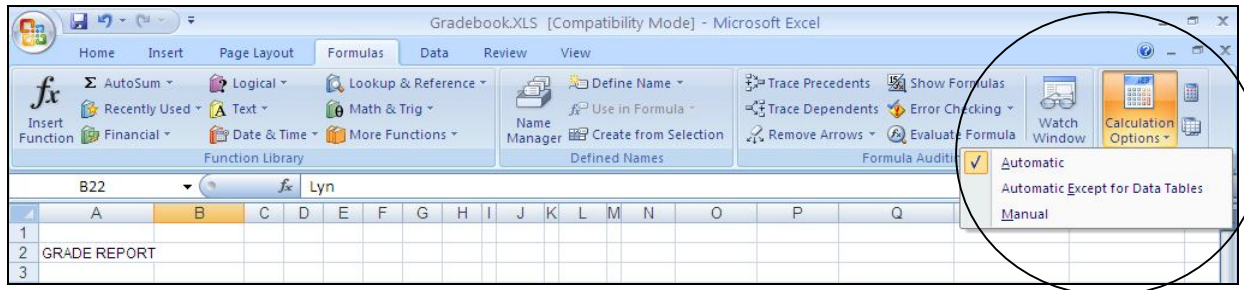 Gradebook.XLS [Compatibility Mode] - Microsoft Excel
Home Insert Page Layout Formulas Data Review View
fx Σ AutoSum Logical Lookup & Reference Define Name Trace Precedents Show Formulas
Insert Function Recently Used Text Math & Trig Name Manager Use in Formula Trace Dependents Error Checking Watch Window Calculation Options
Financial Date & Time More Functions Create from Selection Remove Arrows Evaluate Formula
Function Library Defined Names Formula
Automatic
Automatic Except for Data Tables
Manual
B22 fx Lyn
A B C D E F G H I J K L M N O P Q
1
2 GRADE REPORT
3